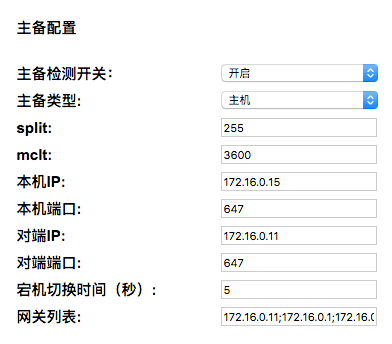 主备配置
主备检测开关： 开启
主备类型: 主机
split: 255
mclt: 3600
本机IP: 172.16.0.15
本机端口: 647
对端IP: 172.16.0.11
对端端口: 647
宕机切换时间（秒）: 5
网关列表: 172.16.0.11;172.16.0.1;172.16.0